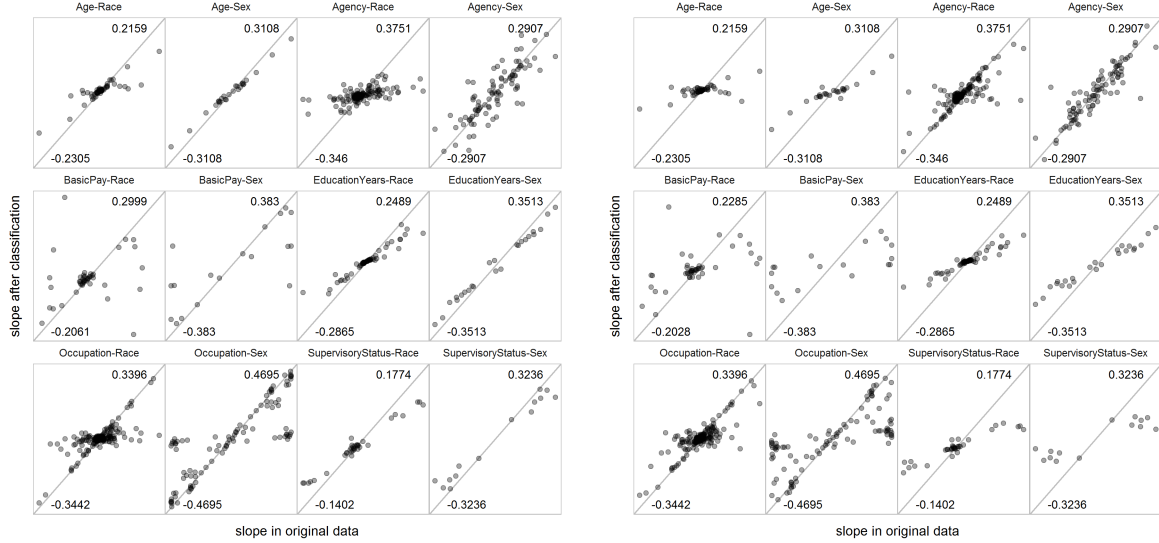 Age-Race Age-Sex Agency-Race Agency-Sex
0.2159 0.3108 0.3751 0.2907
-0.2305 -0.3108 -0.346 -0.2907
BasicPay-Race BasicPay-Sex EducationYears-Race EducationYears-Sex
0.2999 0.383 0.2489 0.3513
-0.2061 -0.383 -0.2865 -0.3513
Occupation-Race Occupation-Sex SupervisoryStatus-Race SupervisoryStatus-Sex
0.3396 0.4695 0.1774 0.3236
-0.3442 -0.4695 -0.1402 -0.3236
slope after classification
slope in original data
Age-Race Age-Sex Agency-Race Agency-Sex
0.2159 0.3108 0.3751 0.2907
-0.2305 -0.3108 -0.346 -0.2907
BasicPay-Race BasicPay-Sex EducationYears-Race EducationYears-Sex
0.2285 0.383 0.2489 0.3513
-0.2028 -0.383 -0.2865 -0.3513
Occupation-Race Occupation-Sex SupervisoryStatus-Race SupervisoryStatus-Sex
0.3396 0.4695 0.1774 0.3236
-0.3442 -0.4695 -0.1402 -0.3236
slope after classification
slope in original data